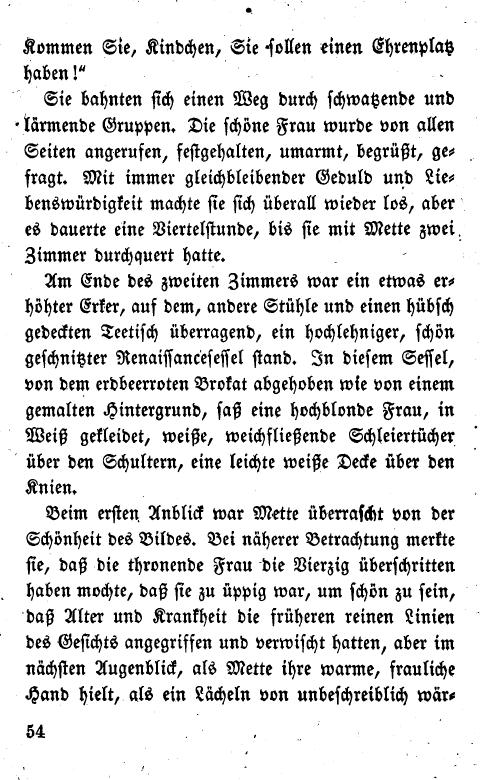 Kommen Sie, Kindchen, Sie sollen einen Ehrenplatz
haben!"
Sie bahnten sich einen Weg durch schwatzende und
lärmende Gruppen. Die schöne Frau wurde von allen
Seiten angerufen, festgehalten, umarmt, begrüßt, ge-
fragt. Mit immer gleichbleibender Geduld und Lie-
benswürdigkeit machte sie sich überall wieder los, aber
es dauerte eine Viertelstunde, bis sie mit Mette zwei
Zimmer durchquert hatte.
Am Ende des zweiten Zimmers war ein etwas er-
höhter Erker, auf dem, andere Stühle und einen hübsch
gedeckten Teetisch überragend, ein hochlehniger, schön
geschnitzter Renaissancesessel stand. In diesem Sessel,
von dem erdbeerroten Brokat abgehoben wie von einem
gemalten Hintergrund, saß eine hochblonde Frau, in
Weiß gekleidet, weiße, weichfließende Schleiertücher
über den Schultern, eine leichte weiße Decke über den
Knien.
Beim ersten Anblick war Mette überrascht von der
Schönheit des Bildes. Bei näherer Betrachtung merkte
sie, daß die thronende Frau die Vierzig überschritten
haben mochte, daß sie zu üppig war, um schön zu sein,
daß Alter und Krankheit die früheren reinen Linien
des Gesichts angegriffen und verwischt hatten, aber im
nächsten Augenblick, als Mette ihre warme, frauliche
Hand hielt, als ein Lächeln von unbeschreiblich wär-
54